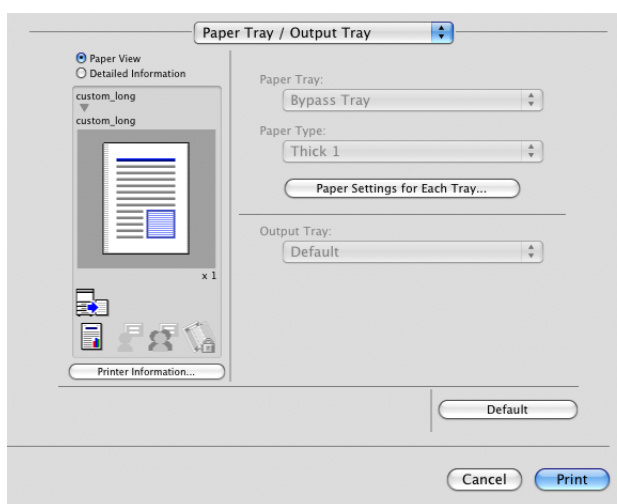 Paper Tray / Output Tray
Paper View
Detailed Information
custom_long
custom_long
x 1
Printer Information...
Paper Tray:
Bypass Tray
Paper Type:
Thick 1
Paper Settings for Each Tray...
Output Tray:
Default
Default
Cancel
Print